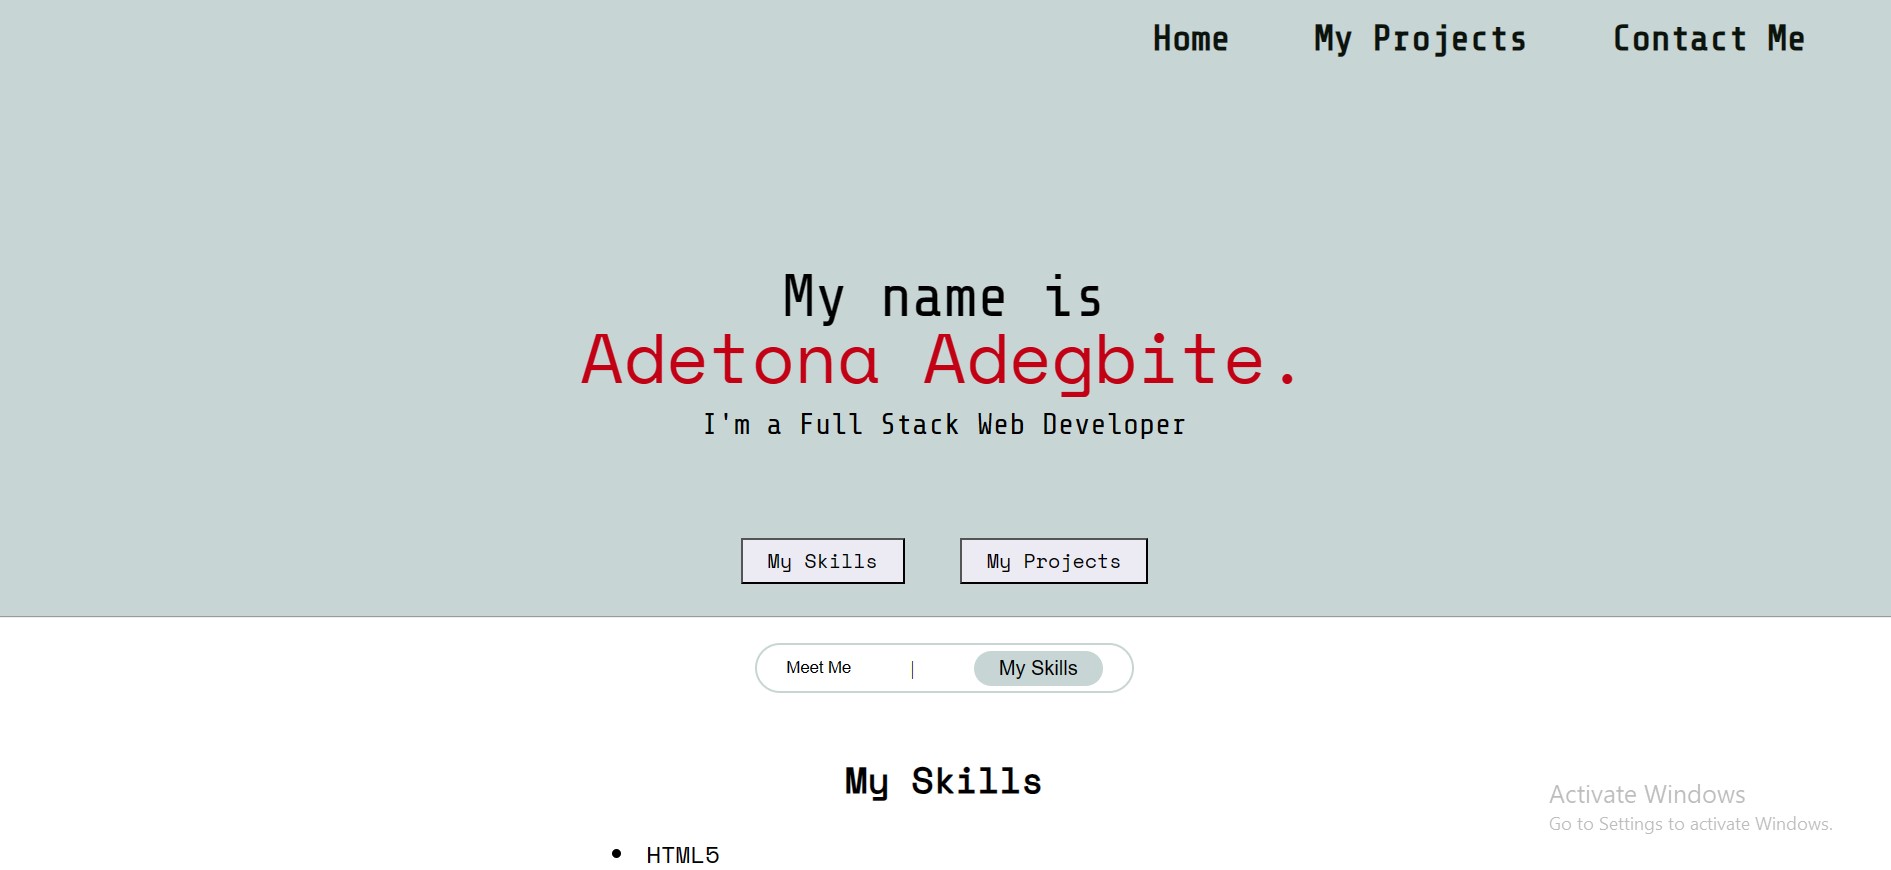 Home My Projects Contact Me
My name is
Adetona Adegbite.
I'm a Full Stack Web Developer
My Skills My Projects
Meet Me | My Skills
My Skills
• HTML5
Activate Windows
Go to Settings to activate Windows.